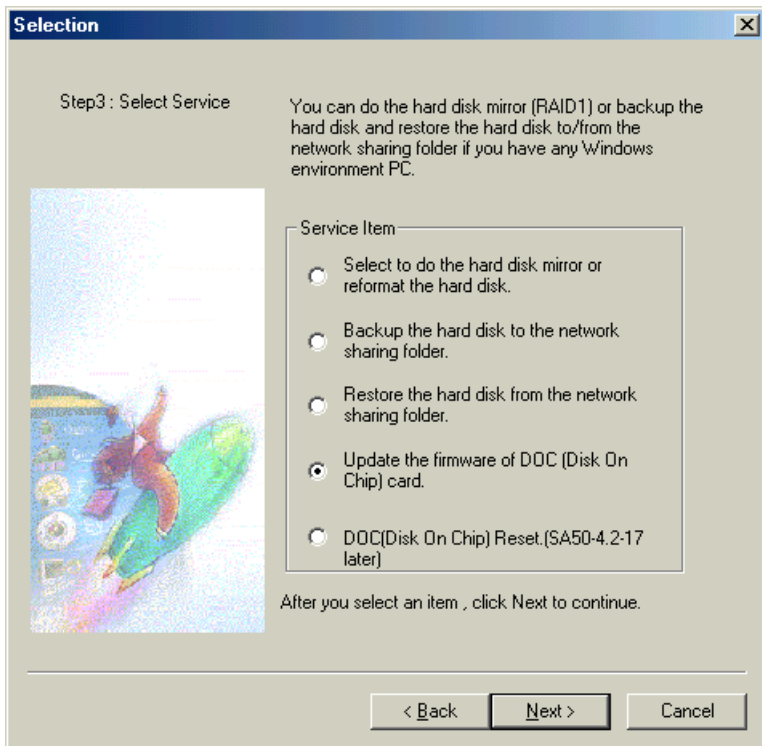 Selection
Step3 : Select Service
You can do the hard disk mirror (RAID1) or backup the
hard disk and restore the hard disk to/from the
network sharing folder if you have any Windows
environment PC.
Service Item
Select to do the hard disk mirror or
reformat the hard disk.
Backup the hard disk to the network
sharing folder.
Restore the hard disk from the network
sharing folder.
Update the firmware of DOC (Disk On
Chip) card.
DOC(Disk On Chip) Reset.(SA50-4.2-17
later)
After you select an item , click Next to continue.
< Back
Next >
Cancel